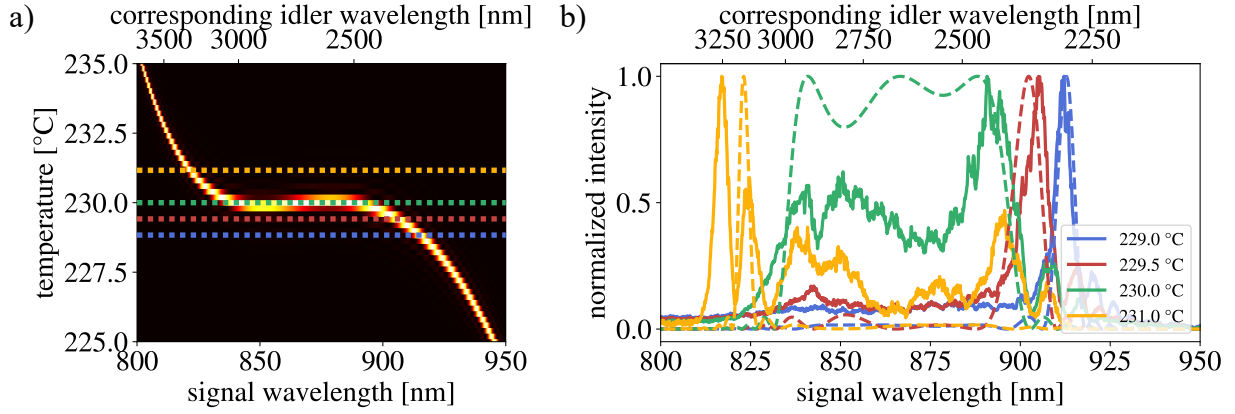 a)
corresponding idler wavelength [nm]
3500 3000 2500
235.0
232.5
230.0
227.5
225.0
temperature [°C]
800 850 900 950
signal wavelength [nm]
b)
corresponding idler wavelength [nm]
3250 3000 2750 2500 2250
1.0
0.5
0.0
normalized intensity
229.0 °C
229.5 °C
230.0 °C
231.0 °C
800 825 850 875 900 925 950
signal wavelength [nm]